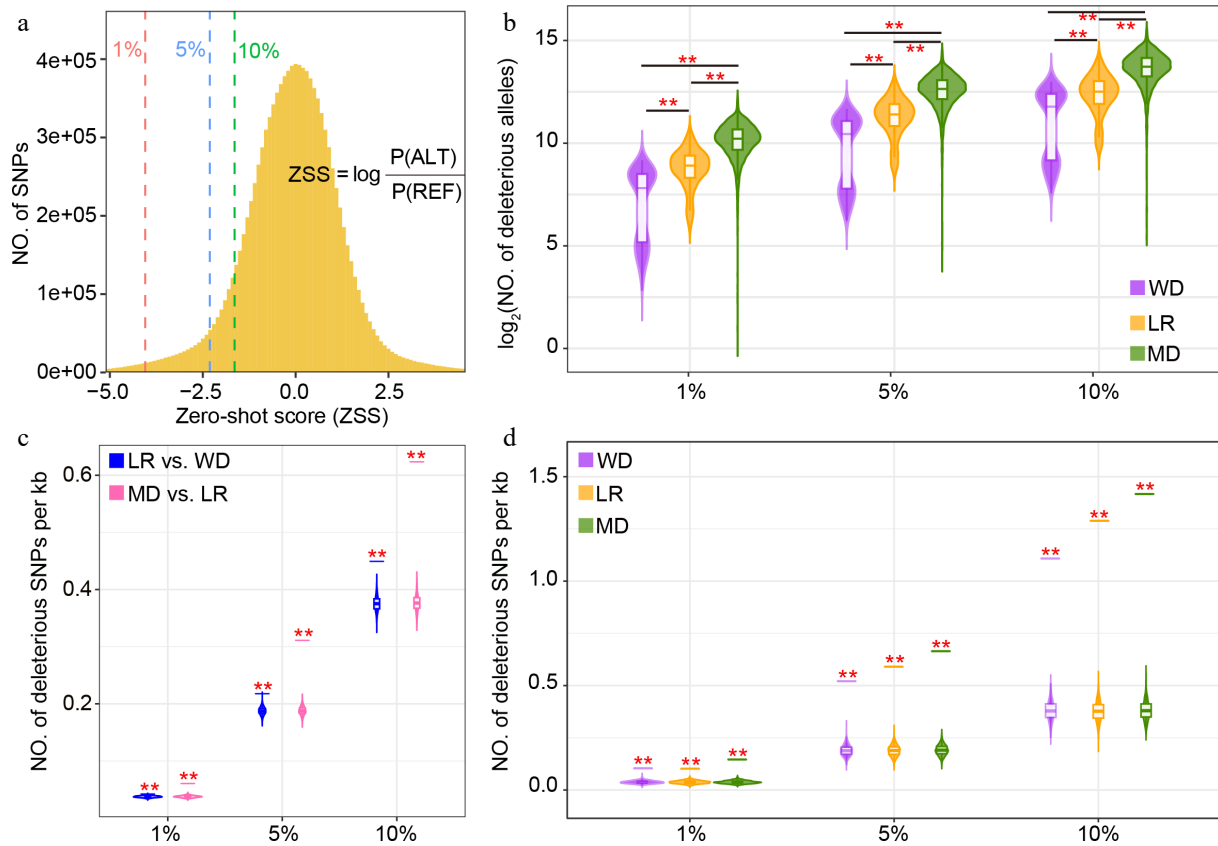 a
1%
5%
10%
4e+05
3e+05
2e+05
1e+05
0e+00
NO. of SNPs
ZSS = log P(ALT)
P(REF)
−5.0
−2.5
0.0
2.5
Zero-shot score (ZSS)
b
15
10
5
0
log2(NO. of deleterious alleles)
**
**
**
**
**
**
**
**
**
WD
LR
MD
1%
5%
10%
c
0.6
0.4
0.2
NO. of deleterious SNPs per kb
LR vs. WD
MD vs. LR
**
**
**
**
**
**
1%
5%
10%
d
1.5
1.0
0.5
0.0
NO. of deleterious SNPs per kb
WD
LR
MD
**
**
**
**
**
**
**
**
**
1%
5%
10%